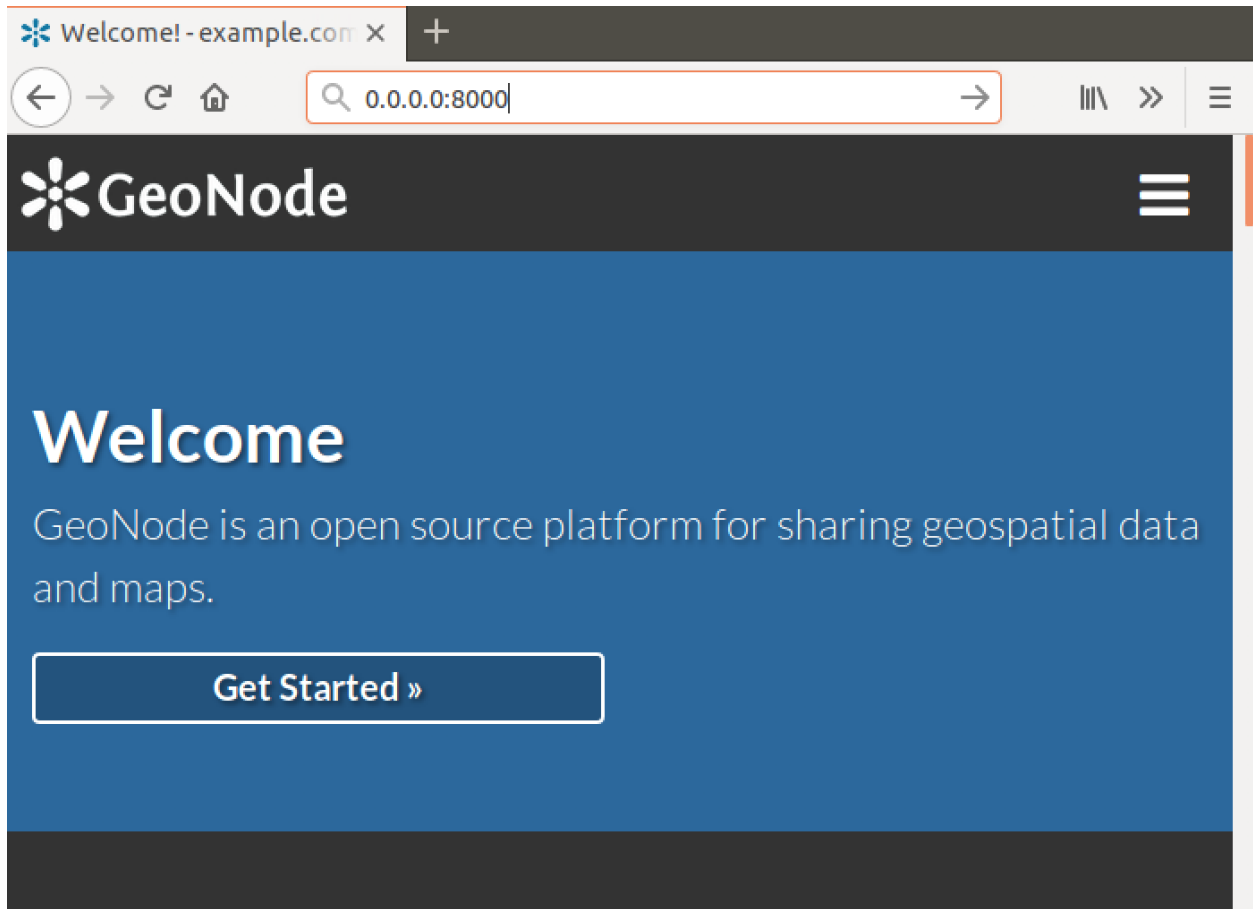 Welcome! - example.com
0.0.0.0:8000
GeoNode
Welcome
GeoNode is an open source platform for sharing geospatial data
and maps.
Get Started »